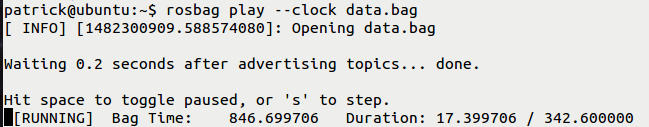 patrick@ubuntu:~$ rosbag play --clock data.bag
[ INFO] [1482300909.588574080]: Opening data.bag
Waiting 0.2 seconds after advertising topics... done.
Hit space to toggle paused, or 's' to step.
[RUNNING]  Bag Time:    846.699706   Duration: 17.399706 / 342.600000